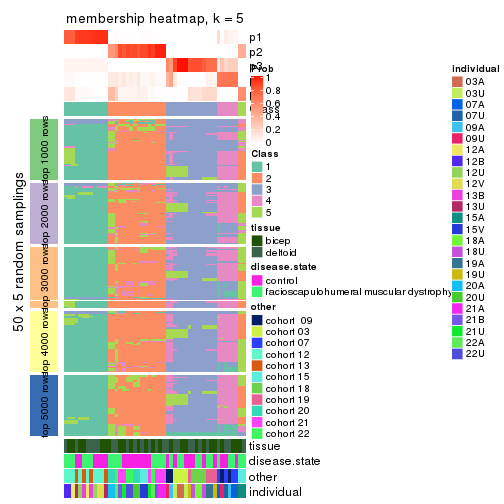 membership heatmap, k = 5
p1
p2
p3
p4
p5
Prob
1
0.8
0.6
0.4
0.2
0
Class
Class
1
2
3
4
5
tissue
bicep
deltoid
disease.state
control
facioscapulohumeral muscular dystrophy
other
cohort 09
cohort 03
cohort 07
cohort 12
cohort 13
cohort 15
cohort 18
cohort 19
cohort 20
cohort 21
cohort 22
individual
03A
03U
07A
07U
09A
09U
12A
12B
12U
12V
13B
13U
15A
15V
18A
18U
19A
19U
20A
20U
21A
21B
21U
22A
22U
50 x 5 random samplings
top 1000 rows
top 2000 rows
top 3000 rows
top 4000 rows
top 5000 rows
tissue
disease.state
other
individual